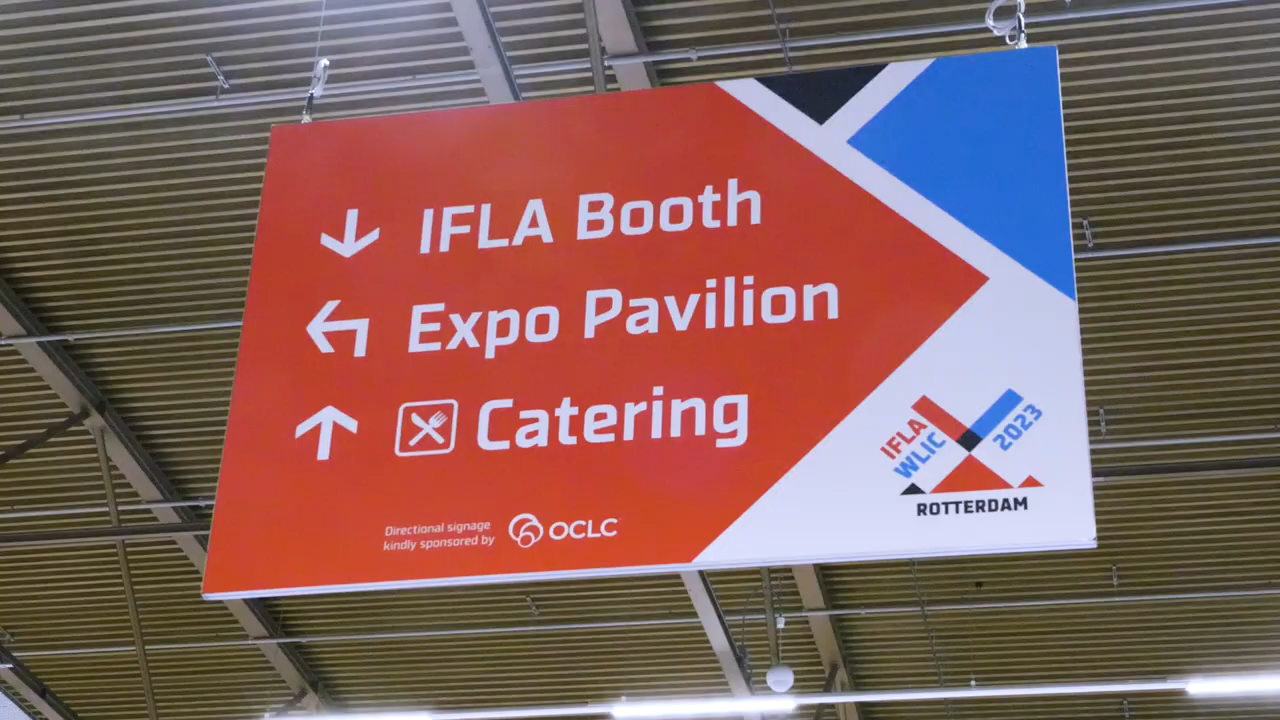 IFLA Booth
Expo Pavilion
Catering
Directional signage
kindly sponsored by
OCLC
IFLA
WLIC
2023
ROTTERDAM